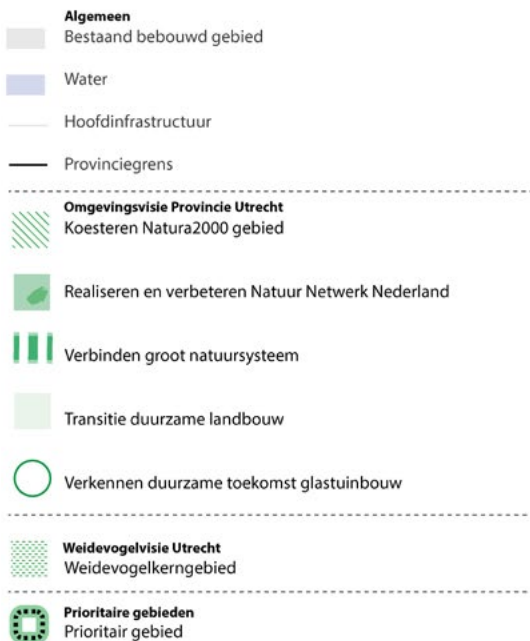 Algemeen
Bestaand bebouwd gebied
Water
Hoofdinfrastructuur
Provinciegrens
Omgevingsvisie Provincie Utrecht
Koesteren Natura2000 gebied
Realiseren en verbeteren Natuur Netwerk Nederland
Verbinden groot natuursysteem
Transitie duurzame landbouw
Verkennen duurzame toekomst glastuinbouw
Weidevogelvisie Utrecht
Weidevogelkerngebied
Prioritaire gebieden
Prioritair gebied